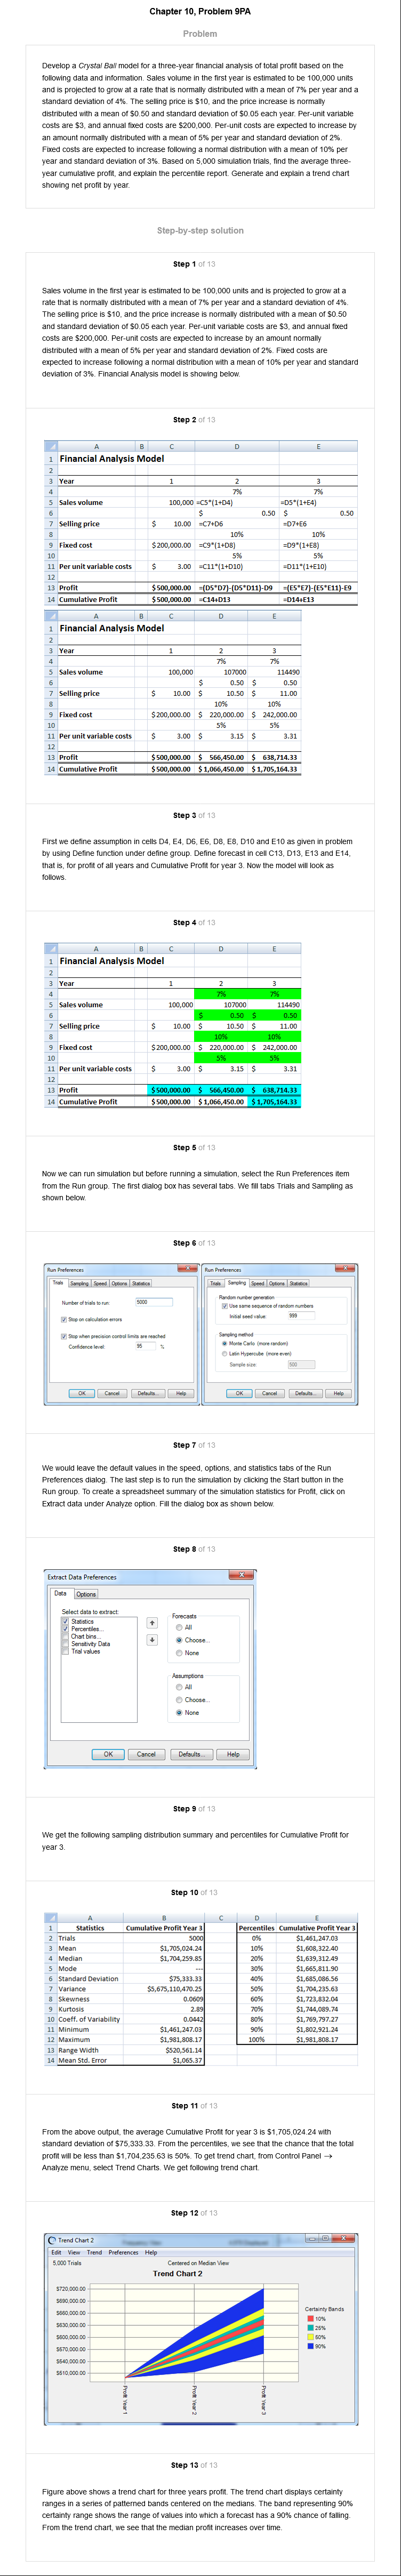 Chapter 10, Problem 9PA
Problem
Develop a Crystal Ball model for a three-year financial analysis of total profit based on the
following data and information. Sales volume in the first year is estimated to be 100,000 units
and is projected to grow at a rate that is normally distributed with a mean of 7% per year and a
standard deviation of 4%. The selling price is $10, and the price increase is normally
distributed with a mean of $0.50 and standard deviation of $0.05 each year. Per-unit variable
costs are $3, and annual fixed costs are $200,000. Per-unit costs are expected to increase by
an amount normally distributed with a mean of 5% per year and standard deviation of 2%.
Fixed costs are expected to increase following a normal distribution with a mean of 10% per
year and standard deviation of 3%. Based on 5,000 simulation trials, find the average three-
year cumulative profit, and explain the percentile report. Generate and explain a trend chart
showing net profit by year.
Step-by-step solution
Step 1 of 13
Sales volume in the first year is estimated to be 100,000 units and is projected to grow at a
rate that is normally distributed with a mean of 7% per year and a standard deviation of 4%.
The selling price is $10, and the price increase is normally distributed with a mean of $0.50
and standard deviation of $0.05 each year. Per-unit variable costs are $3, and annual fixed
costs are $200,000. Per-unit costs are expected to increase by an amount normally
distributed with a mean of 5% per year and standard deviation of 2%. Fixed costs are
expected to increase following a normal distribution with a mean of 10% per year and standard
deviation of 3%. Financial Analysis model is showing below.
Step 2 of 13
A B C D E
1 Financial Analysis Model
2
3 Year 1 2 3
4 7% 7%
5 Sales volume 100,000 =C5*(1+D4) =D5*(1+E4)
6 $ 0.50 $ 0.50
7 Selling price $ 10.00 =C7+D6 =D7+E6
8 10% 10%
9 Fixed cost $200,000.00 =C9*(1+D8) =D9*(1+E8)
10 5% 5%
11 Per unit variable costs $ 3.00 =C11*(1+D10) =D11*(1+E10)
12
13 Profit $500,000.00 =(D5*D7)-(D5*D11)-D9 =(E5*E7)-(E5*E11)-E9
14 Cumulative Profit $500,000.00 =C14+D13 =D14+E13
A B C D E
1 Financial Analysis Model
2
3 Year 1 2 3
4 7% 7%
5 Sales volume 100,000 107000 114490
6 $ 0.50 $ 0.50
7 Selling price $ 10.00 $ 10.50 $ 11.00
8 10% 10%
9 Fixed cost $200,000.00 $ 220,000.00 $ 242,000.00
10 5% 5%
11 Per unit variable costs $ 3.00 $ 3.15 $ 3.31
12
13 Profit $500,000.00 $ 566,450.00 $ 638,714.33
14 Cumulative Profit $500,000.00 $1,066,450.00 $1,705,164.33
Step 3 of 13
First we define assumption in cells D4, E4, D6, E6, D8, E8, D10 and E10 as given in problem
by using Define function under define group. Define forecast in cell C13, D13, E13 and E14,
that is, for profit of all years and Cumulative Profit for year 3. Now the model will look as
follows.
Step 4 of 13
A B C D E
1 Financial Analysis Model
2
3 Year 1 2 3
4 7% 7%
5 Sales volume 100,000 107000 114490
6 $ 0.50 $ 0.50
7 Selling price $ 10.00 $ 10.50 $ 11.00
8 10% 10%
9 Fixed cost $200,000.00 $ 220,000.00 $ 242,000.00
10 5% 5%
11 Per unit variable costs $ 3.00 $ 3.15 $ 3.31
12
13 Profit $500,000.00 $ 566,450.00 $ 638,714.33
14 Cumulative Profit $500,000.00 $1,066,450.00 $1,705,164.33
Step 5 of 13
Now we can run simulation but before running a simulation, select the Run Preferences item
from the Run group. The first dialog box has several tabs. We fill tabs Trials and Sampling as
shown below.
Step 6 of 13
Run Preferences
Trials Sampling Speed Options Statistics
Number of trials to run: 5000
Stop on calculation errors
Stop when precision control limits are reached
Confidence level: 95 %
OK Cancel Defaults... Help
Run Preferences
Trials Sampling Speed Options Statistics
Random number generation
Use same sequence of random numbers
Initial seed value: 999
Sampling method
Monte Carlo (more random)
Latin Hypercube (more even)
Sample size: 500
OK Cancel Defaults... Help
Step 7 of 13
We would leave the default values in the speed, options, and statistics tabs of the Run
Preferences dialog. The last step is to run the simulation by clicking the Start button in the
Run group. To create a spreadsheet summary of the simulation statistics for Profit, click on
Extract data under Analyze option. Fill the dialog box as shown below.
Step 8 of 13
Extract Data Preferences
Data Options
Select data to extract:
Statistics
Percentiles...
Chart bins...
Sensitivity Data
Trial values
Forecasts
All
Choose...
None
Assumptions
All
Choose...
None
OK Cancel Defaults... Help
Step 9 of 13
We get the following sampling distribution summary and percentiles for Cumulative Profit for
year 3.
Step 10 of 13
A B C D E
1 Statistics Cumulative Profit Year 3 Percentiles Cumulative Profit Year 3
2 Trials 5000 0% $1,461,247.03
3 Mean $1,705,024.24 10% $1,608,322.40
4 Median $1,704,259.85 20% $1,639,312.49
5 Mode --- 30% $1,665,811.90
6 Standard Deviation $75,333.33 40% $1,685,086.56
7 Variance $5,675,110,470.25 50% $1,704,235.63
8 Skewness 0.0609 60% $1,723,832.04
9 Kurtosis 2.89 70% $1,744,089.74
10 Coeff. of Variability 0.0442 80% $1,769,797.27
11 Minimum $1,461,247.03 90% $1,802,921.24
12 Maximum $1,981,808.17 100% $1,981,808.17
13 Range Width $520,561.14
14 Mean Std. Error $1,065.37
Step 11 of 13
From the above output, the average Cumulative Profit for year 3 is $1,705,024.24 with
standard deviation of $75,333.33. From the percentiles, we see that the chance that the total
profit will be less than $1,704,235.63 is 50%. To get trend chart, from Control Panel →
Analyze menu, select Trend Charts. We get following trend chart.
Step 12 of 13
Trend Chart 2
Edit View Trend Preferences Help
5,000 Trials Centered on Median View
Trend Chart 2
$720,000.00
$690,000.00
$660,000.00
$630,000.00
$600,000.00
$570,000.00
$540,000.00
$510,000.00
Certainty Bands
10%
25%
50%
90%
Profit Year 1
Profit Year 2
Profit Year 3
Step 13 of 13
Figure above shows a trend chart for three years profit. The trend chart displays certainty
ranges in a series of patterned bands centered on the medians. The band representing 90%
certainty range shows the range of values into which a forecast has a 90% chance of falling.
From the trend chart, we see that the median profit increases over time.